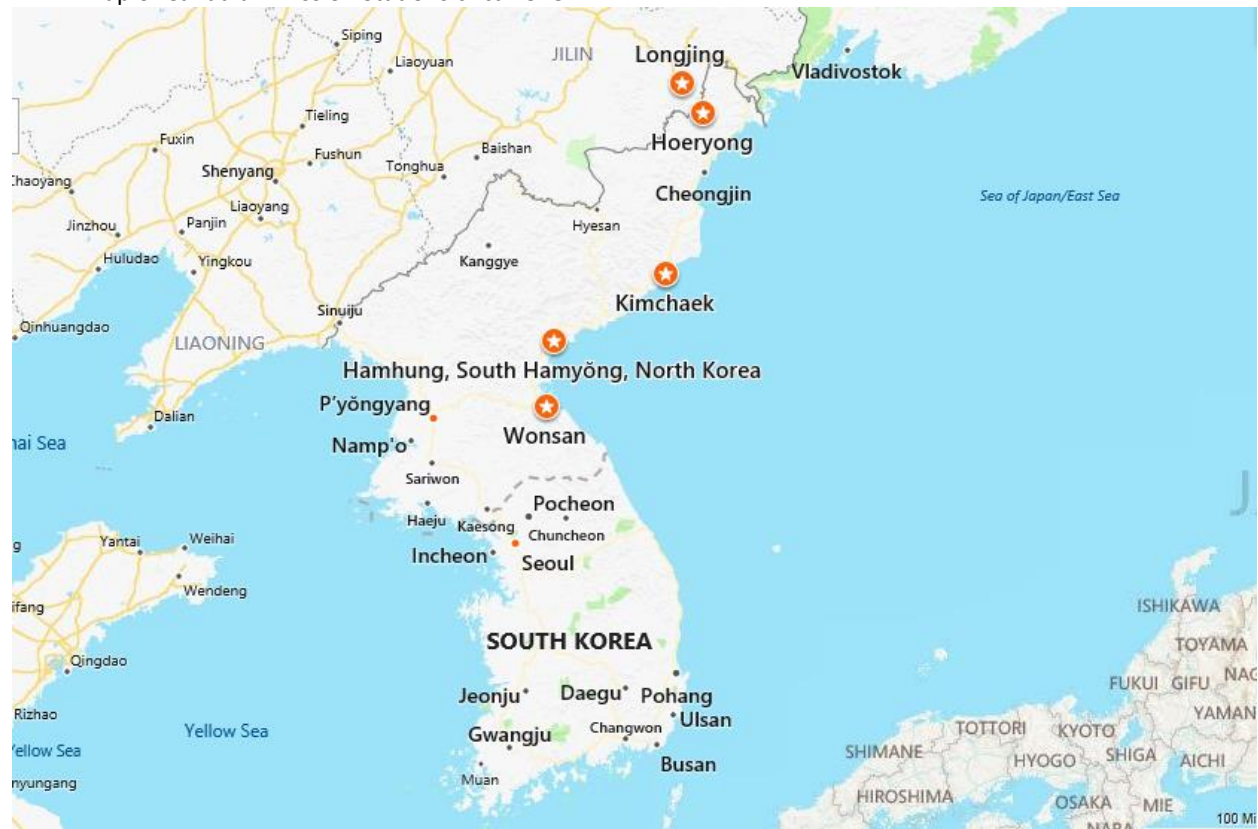 Siping
JILIN
Longjing
Liaoyuan
Vladivostok
Tieling
Fuxin
Hoeryong
Baishan
Fushun
Tonghua
Shenyang
Chaoyang
Cheongjin
Sea of Japan/East Sea
Liaoyang
Jinzhou
Panjin
Hyesan
Huludao
Yingkou
Kanggye
Kimchaek
Sinuiju
Qinhuangdao
LIAONING
Hamhung, South Hamyŏng, North Korea
P'yŏngyang
Dalian
hai Sea
Wonsan
Namp'o
Sariwon
Pocheon
Haeju
Kaesong
Chuncheon
Yantai
Weihai
Incheon
Seoul
Wendeng
ifang
ISHIKAWA
SOUTH KOREA
TOYAMA
Qingdao
FUKUI
GIFU
NAG
Jeonju
Daegu
Pohang
Rizhao
YAMAN
Ulsan
Yellow Sea
Gwangju
Changwon
TOTTORI
KYOTO
Yellow Sea
SHIMANE
HYOGO
SHIGA
AICHI
Busan
Muan
nyungang
HIROSHIMA
OSAKA
MIE
100 Mi